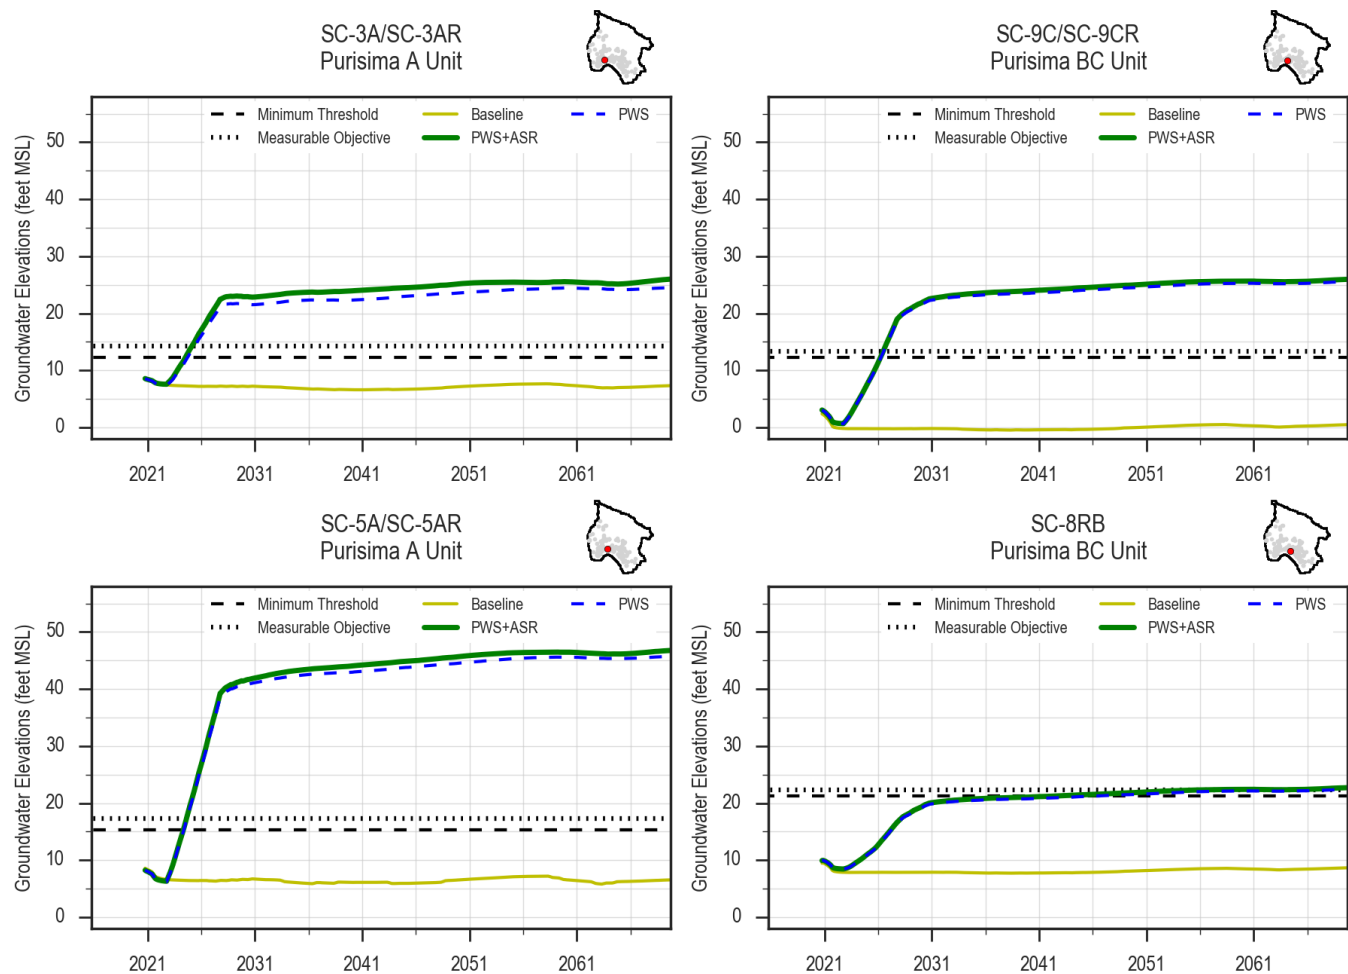 SC-3A/SC-3AR
Purisima A Unit
Minimum Threshold
Measurable Objective
Baseline
PWS+ASR
PWS
Groundwater Elevations (feet MSL)
50
40
30
20
10
0
2021 2031 2041 2051 2061
SC-9C/SC-9CR
Purisima BC Unit
Minimum Threshold
Measurable Objective
Baseline
PWS+ASR
PWS
Groundwater Elevations (feet MSL)
50
40
30
20
10
0
2021 2031 2041 2051 2061
SC-5A/SC-5AR
Purisima A Unit
Minimum Threshold
Measurable Objective
Baseline
PWS+ASR
PWS
Groundwater Elevations (feet MSL)
50
40
30
20
10
0
2021 2031 2041 2051 2061
SC-8RB
Purisima BC Unit
Minimum Threshold
Measurable Objective
Baseline
PWS+ASR
PWS
Groundwater Elevations (feet MSL)
50
40
30
20
10
0
2021 2031 2041 2051 2061